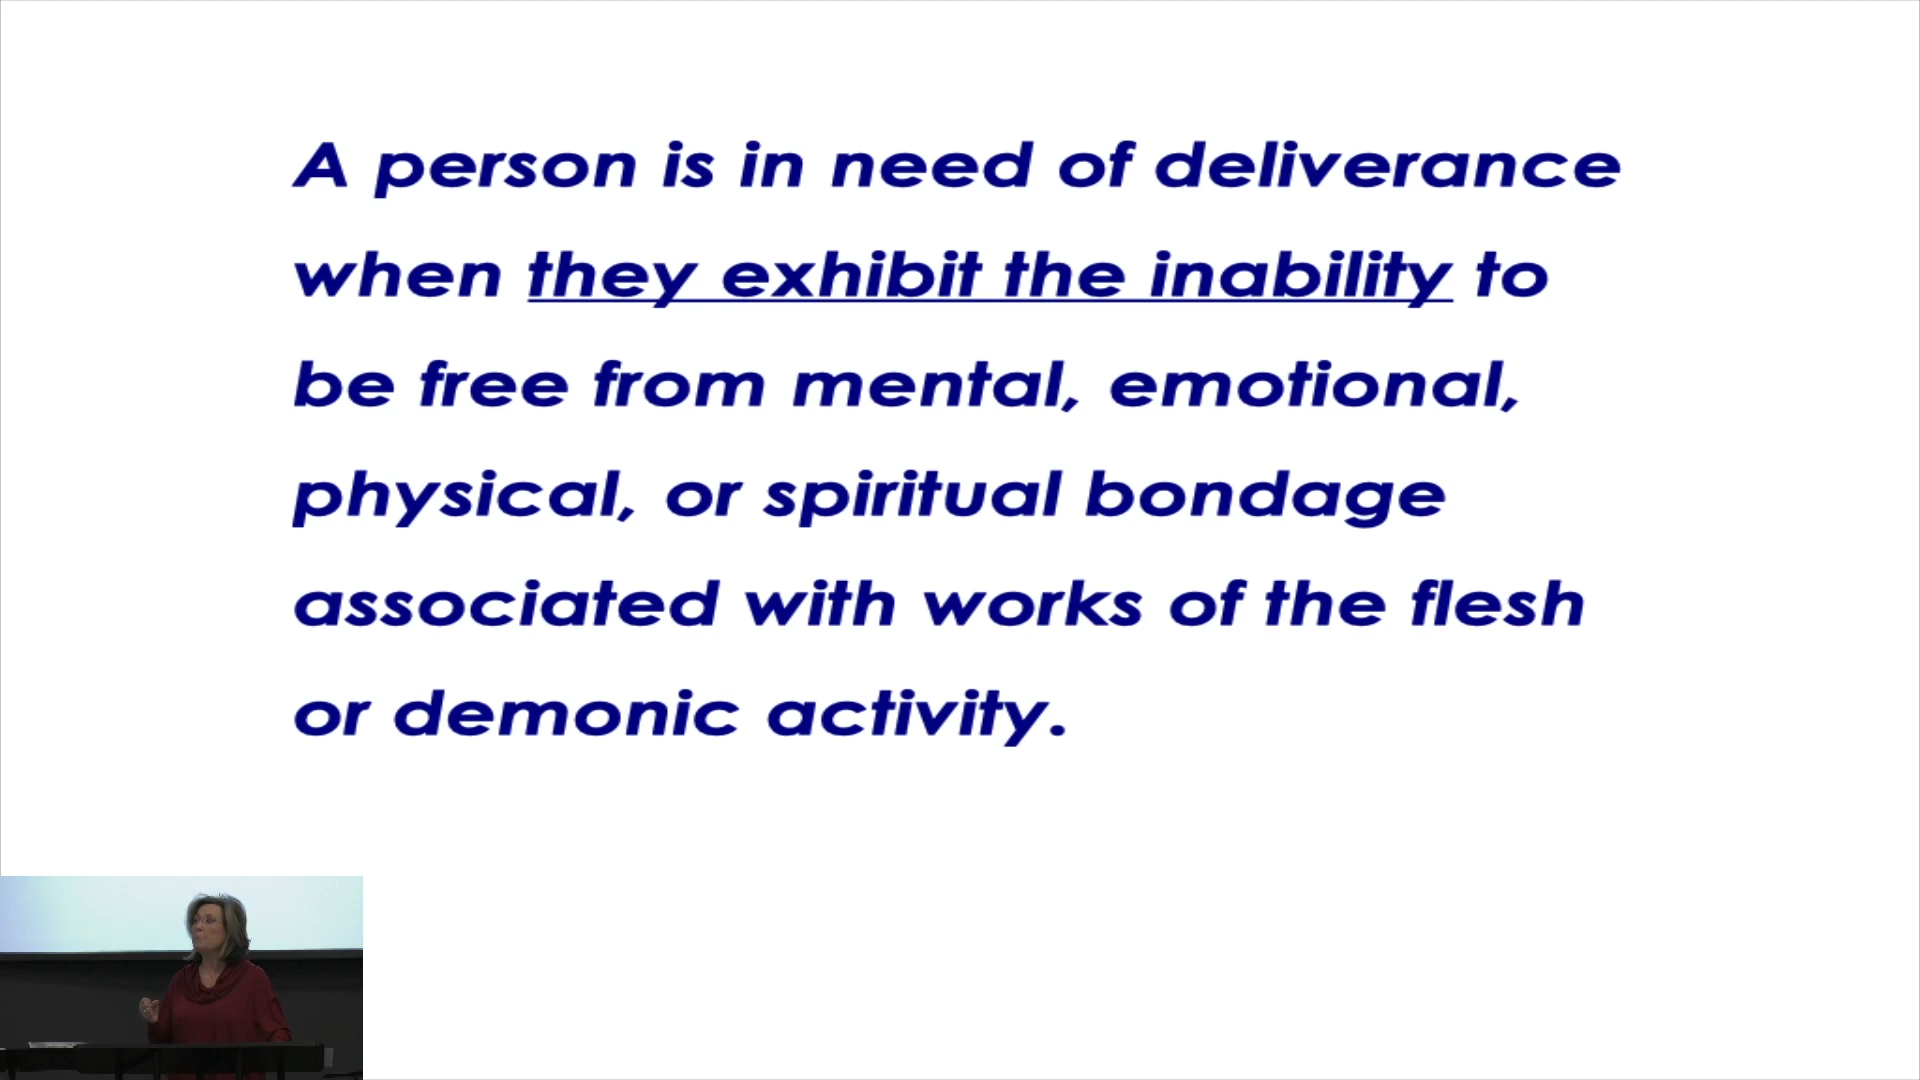 A person is in need of deliverance
when they exhibit the inability to
be free from mental, emotional,
physical, or spiritual bondage
associated with works of the flesh
or demonic activity.